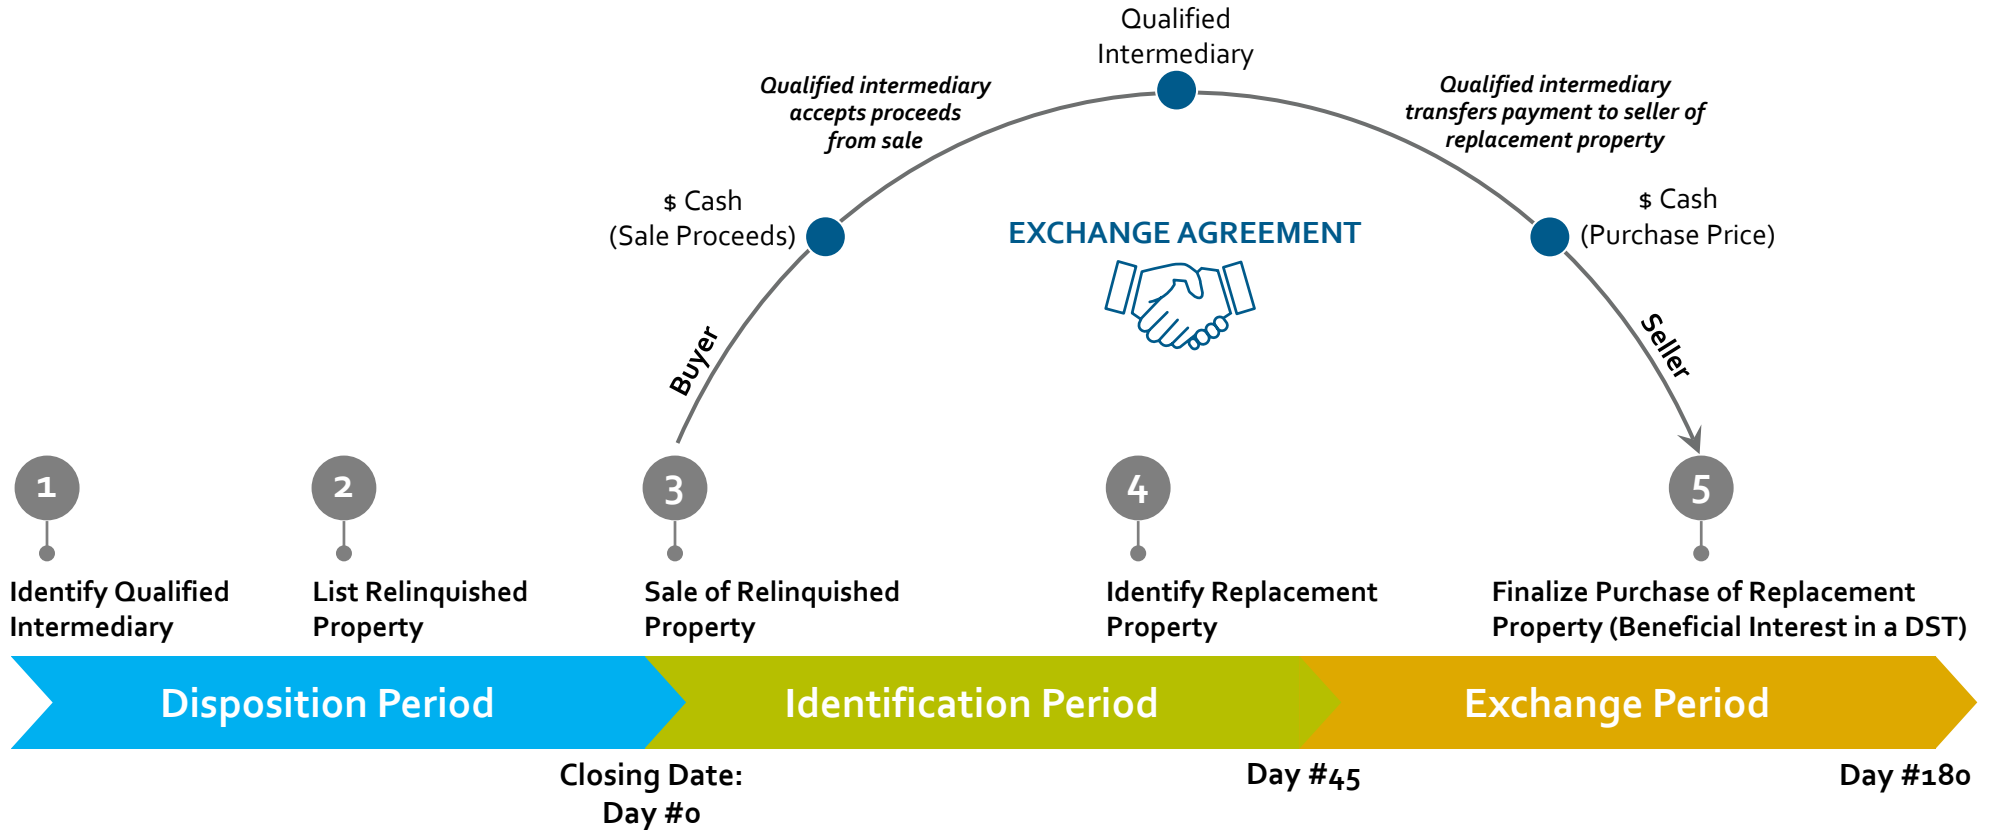 Qualified
Intermediary
Qualified intermediary
accepts proceeds
from sale
Qualified intermediary
transfers payment to seller of
replacement property
$ Cash
(Sale Proceeds)
$ Cash
(Purchase Price)
EXCHANGE AGREEMENT
Buyer
Seller
1
2
3
4
5
Identify Qualified
Intermediary
List Relinquished
Property
Sale of Relinquished
Property
Identify Replacement
Property
Finalize Purchase of Replacement
Property (Beneficial Interest in a DST)
Disposition Period
Identification Period
Exchange Period
Closing Date:
Day #0
Day #45
Day #180